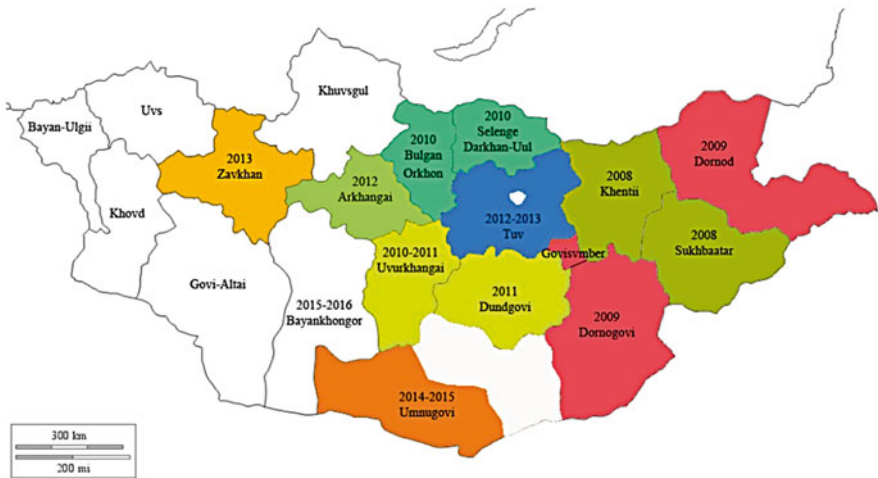 Khuvsgul
Uvs
Bayan-Ulgii
2010
Selenge
Darkhan-Uul
2010
Bulgan
Orkhon
2009
Dornod
2013
Zavkhan
2008
Khentii
2012
Arkhangai
Khovd
2012-2013
Tuv
2008
Sukhbaatar
Govisvmber
2010-2011
Uvurkhangai
Govi-Altai
2011
Dundgovi
2015-2016
Bayankhongor
2009
Dornogovi
2014-2015
Umnugovi
300 km
200 mi